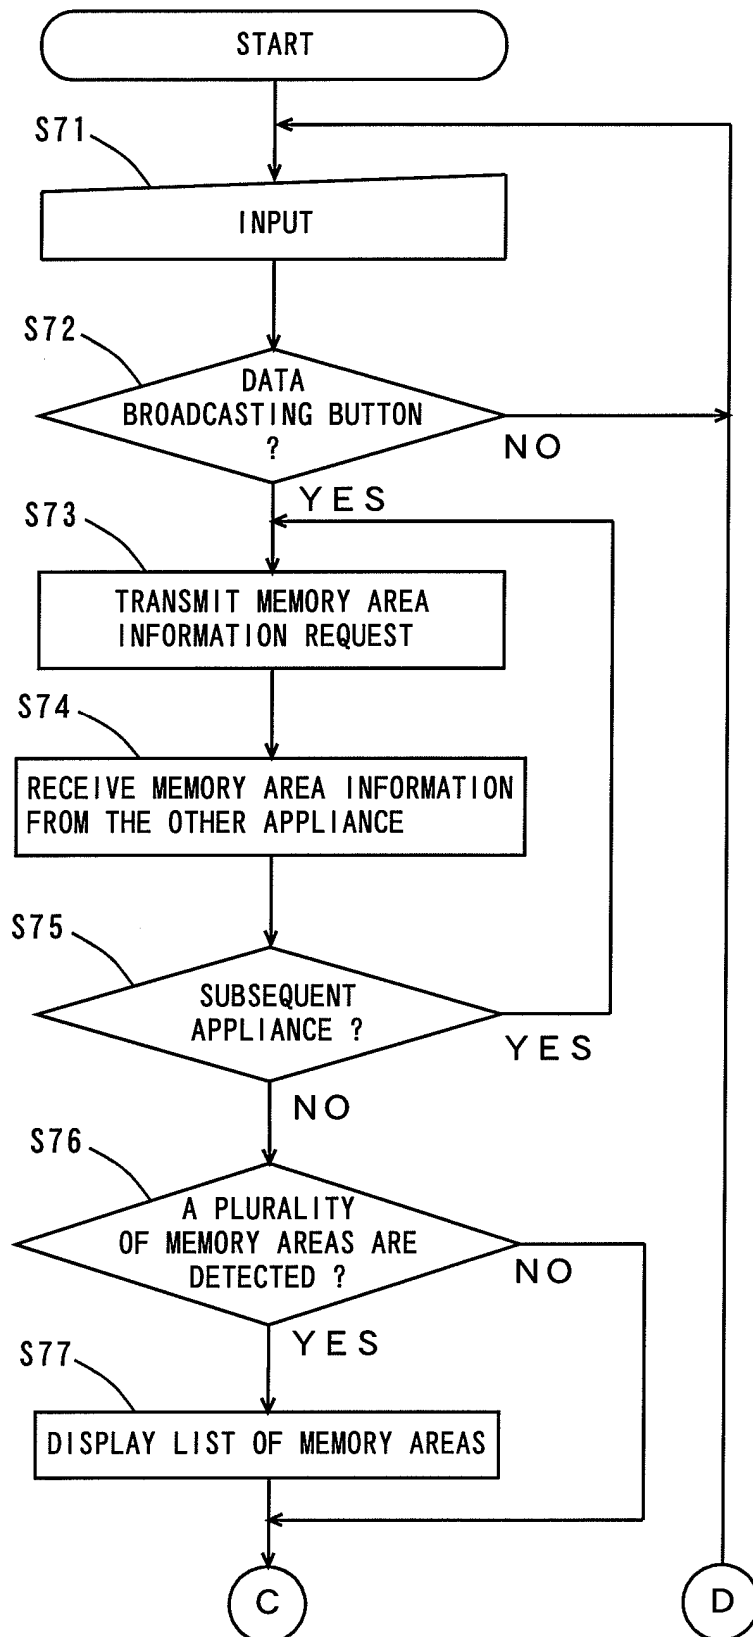 START
S71
INPUT
S72
DATA
BROADCASTING BUTTON
?
NO
YES
S73
TRANSMIT MEMORY AREA
INFORMATION REQUEST
S74
RECEIVE MEMORY AREA INFORMATION
FROM THE OTHER APPLIANCE
S75
SUBSEQUENT
APPLIANCE ?
YES
NO
S76
A PLURALITY
OF MEMORY AREAS ARE
DETECTED ?
NO
YES
S77
DISPLAY LIST OF MEMORY AREAS
C
D